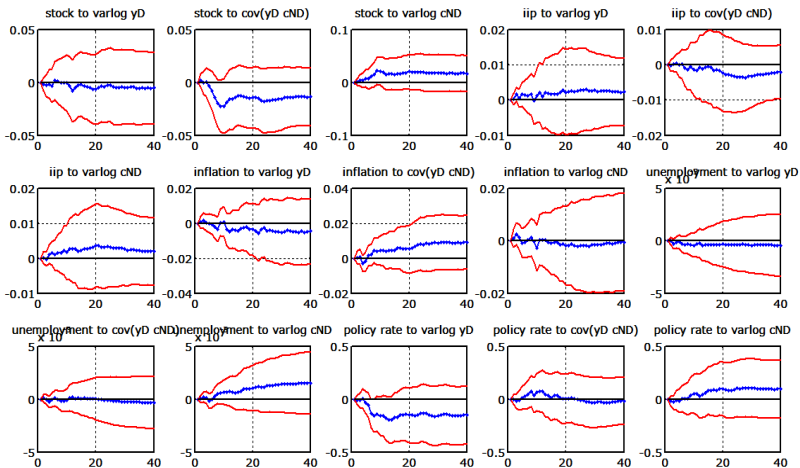 stock to varlog yD
stock to cov(yD cND)
stock to varlog cND
iip to varlog yD
iip to cov(yD cND)
0.05
0
-0.05
0 20 40
0.05
0
-0.05
0 20 40
0.1
0
-0.1
0 20 40
0.02
0.01
0
-0.01
0 20 40
0.01
0
-0.01
-0.02
0 20 40
iip to varlog cND
inflation to varlog yD
inflation to cov(yD cND)
inflation to varlog cND
unemployment to varlog yD
0.02
0.01
0
-0.01
0 20 40
0.02
0
-0.02
-0.04
0 20 40
0.04
0.02
0
-0.02
0 20 40
0.02
0
-0.02
0 20 40
5
0
-5
0 20 40
unemployment to cov(yD cND)
unemployment to varlog cND
policy rate to varlog yD
policy rate to cov(yD cND)
policy rate to varlog cND
5
0
-5
0 20 40
5
0
-5
0 20 40
0.5
0
-0.5
0 20 40
0.5
0
-0.5
0 20 40
0.5
0
-0.5
0 20 40